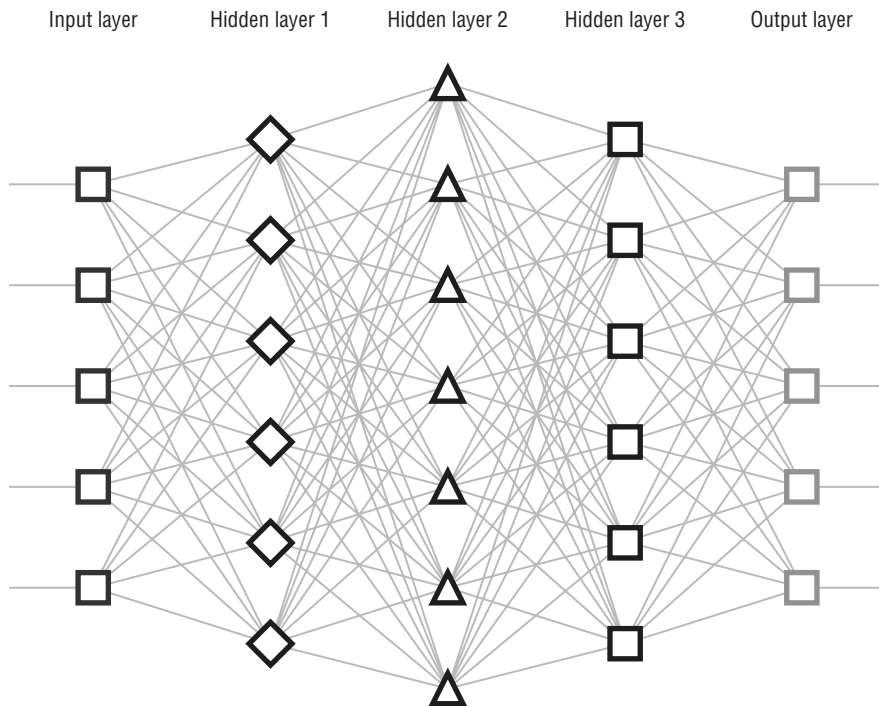 Input layer
Hidden layer 1
Hidden layer 2
Hidden layer 3
Output layer